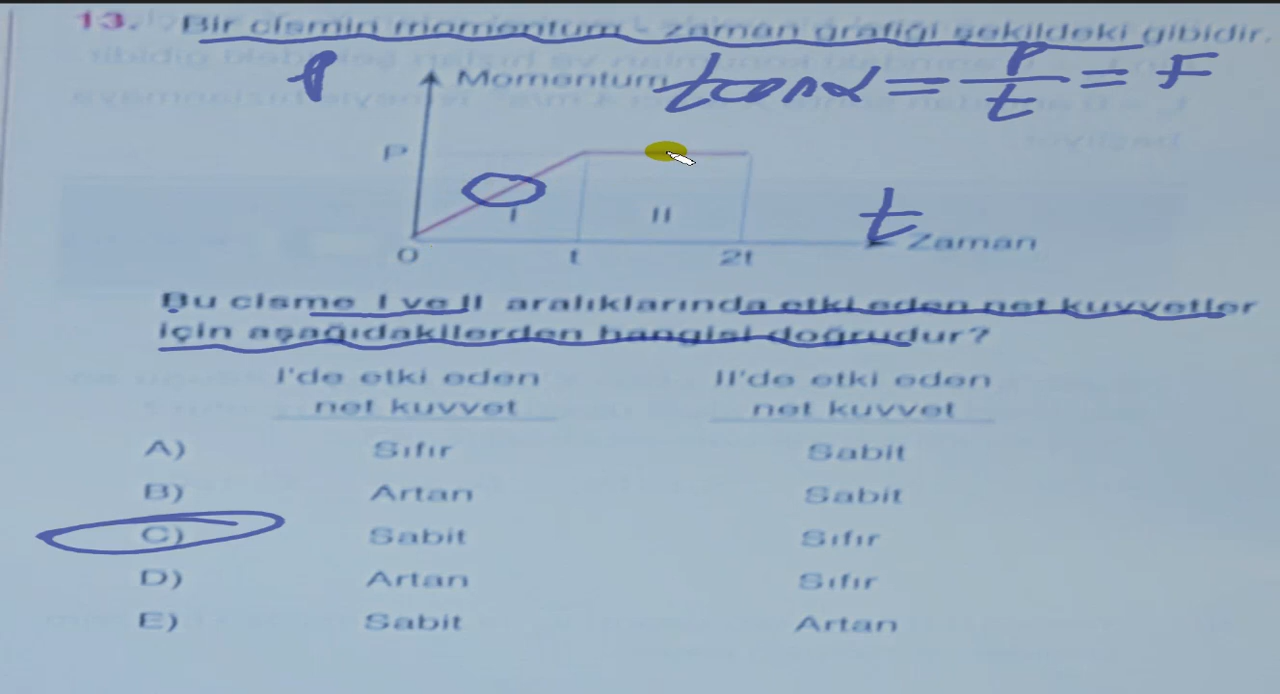 13. Bir cismin momentum - zaman grafiği şekildeki gibidir.
P Momentum tanα = P/t = F
P
I II t
0 t 2t Zaman
Bu cisme I ve II aralıklarında etki eden net kuvvetler
için aşağıdakilerden hangisi doğrudur?
I'de etki eden II'de etki eden
net kuvvet net kuvvet
A) Sıfır Sabit
B) Artan Sabit
C) Sabit Sıfır
D) Artan Sıfır
E) Sabit Artan